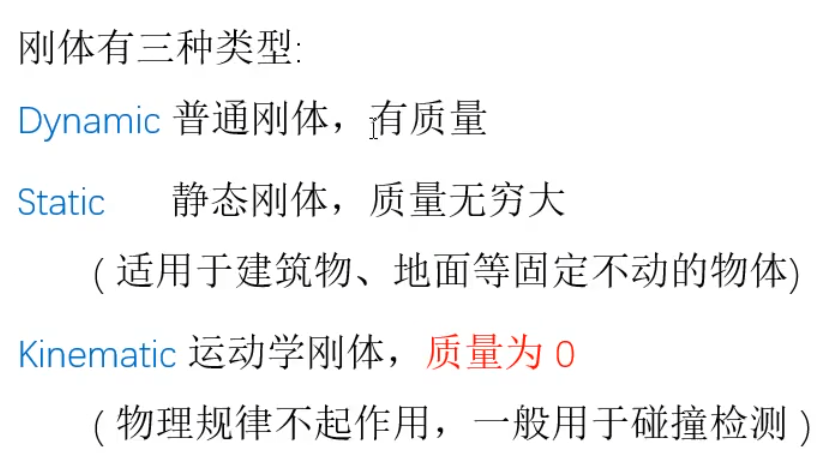 刚体有三种类型:
Dynamic 普通刚体，有质量
Static 静态刚体，质量无穷大
( 适用于建筑物、地面等固定不动的物体)
Kinematic 运动学刚体，质量为 0
( 物理规律不起作用，一般用于碰撞检测 )